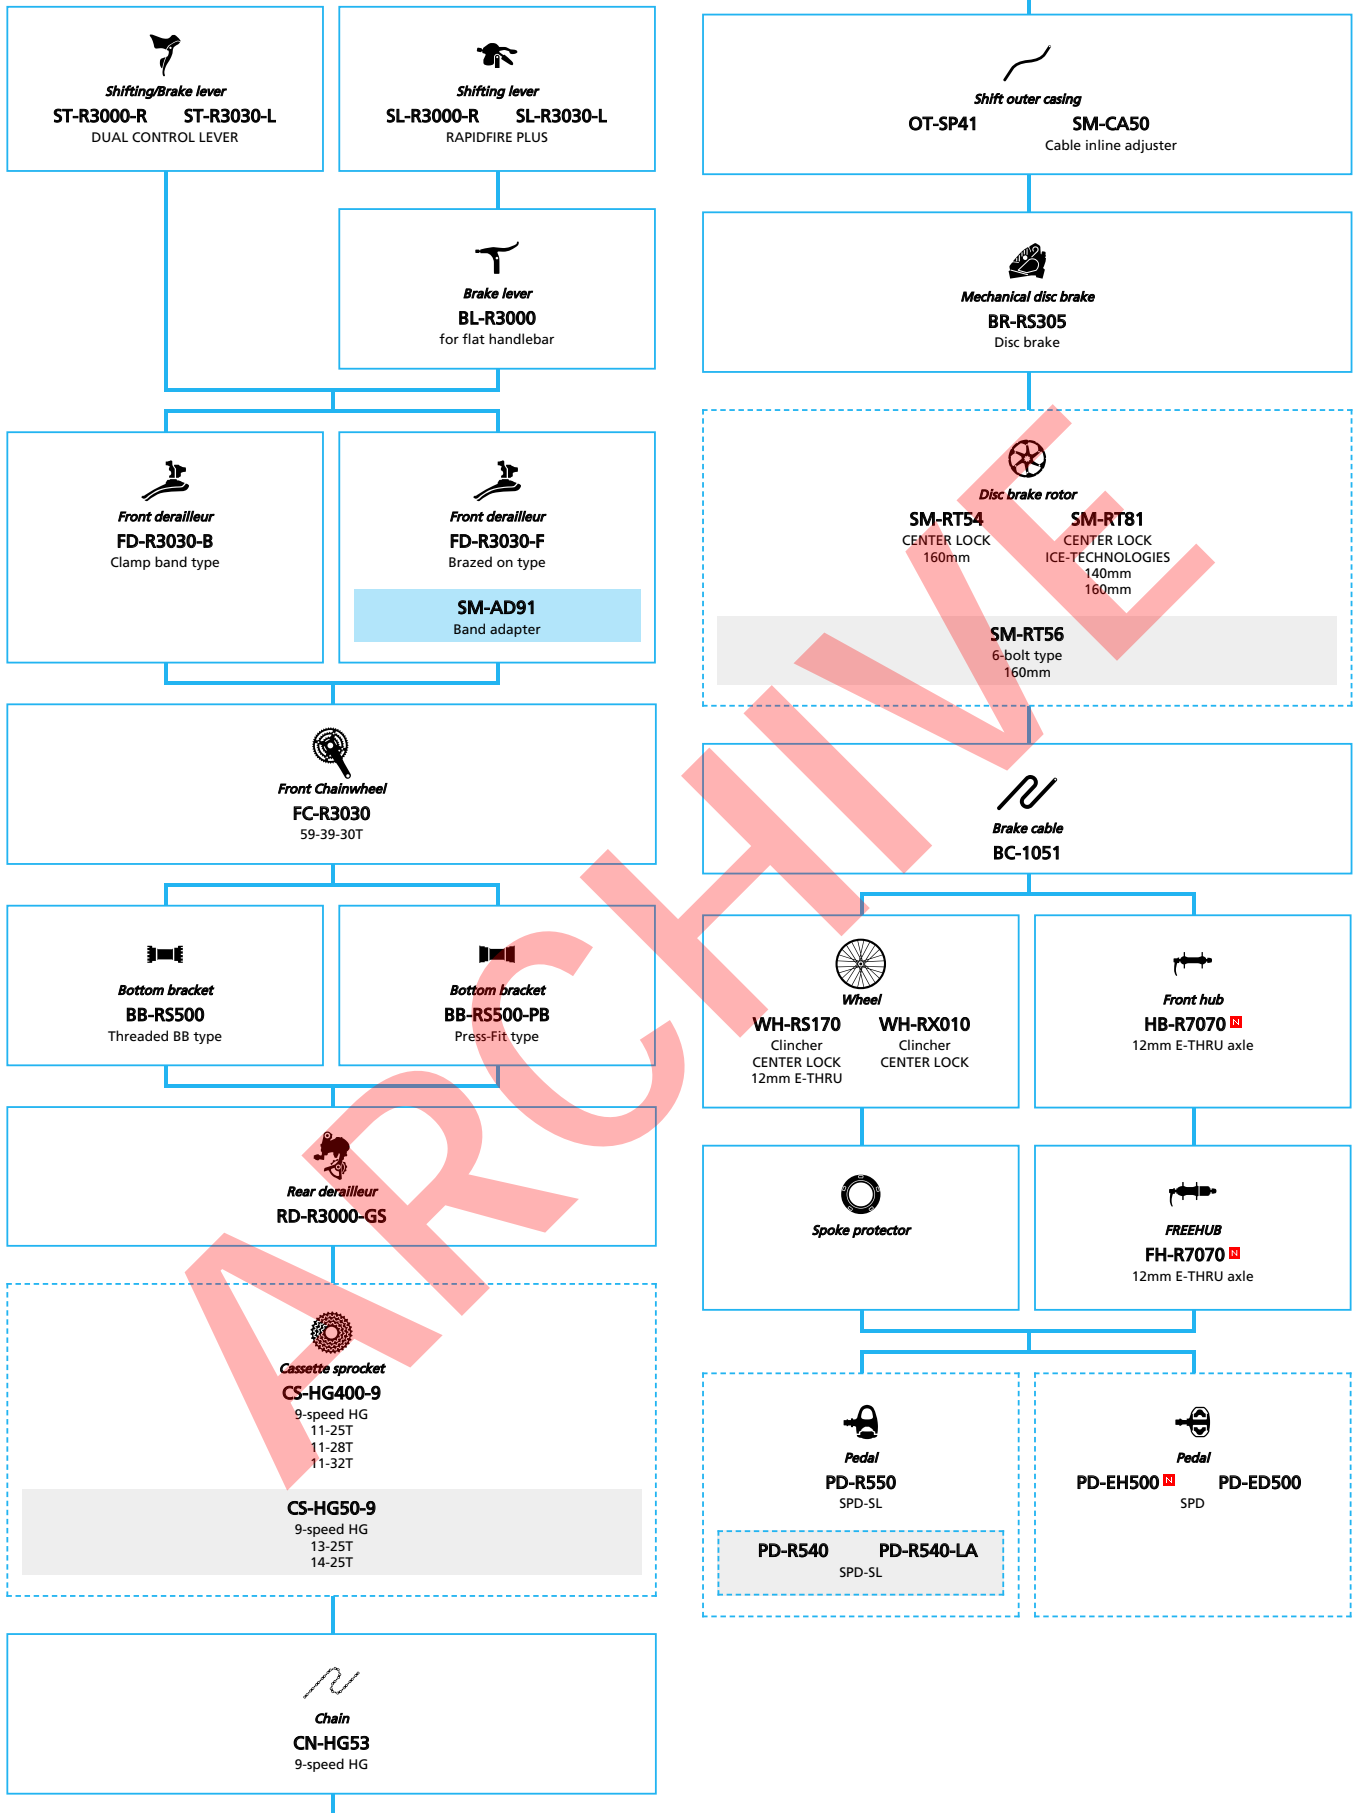 Shifting/Brake lever
ST-R3000-R ST-R3030-L
DUAL CONTROL LEVER
Shifting lever
SL-R3000-R SL-R3030-L
RAPIDFIRE PLUS
Brake lever
BL-R3000
for flat handlebar
Front derailleur
FD-R3030-B
Clamp band type
Front derailleur
FD-R3030-F
Brazed on type
SM-AD91
Band adapter
Front Chainwheel
FC-R3030
59-39-30T
Bottom bracket
BB-RS500
Threaded BB type
Bottom bracket
BB-RS500-PB
Press-Fit type
Rear derailleur
RD-R3000-GS
Cassette sprocket
CS-HG400-9
9-speed HG
11-25T
11-28T
11-32T
CS-HG50-9
9-speed HG
13-25T
14-25T
Chain
CN-HG53
9-speed HG
Shift outer casing
OT-SP41 SM-CA50
Cable inline adjuster
Mechanical disc brake
BR-RS305
Disc brake
Disc brake rotor
SM-RT54 SM-RT81
CENTER LOCK CENTER LOCK
160mm ICE-TECHNOLOGIES
140mm
160mm
SM-RT56
6-bolt type
160mm
Brake cable
BC-1051
Wheel
WH-RS170 WH-RX010
Clincher Clincher
CENTER LOCK CENTER LOCK
12mm E-THRU
Front hub
HB-R7070 N
12mm E-THRU axle
Spoke protector
FREEHUB
FH-R7070 N
12mm E-THRU axle
Pedal
PD-R550
SPD-SL
PD-R540 PD-R540-LA
SPD-SL
Pedal
PD-EH500 N PD-ED500
SPD
ARCHIVE